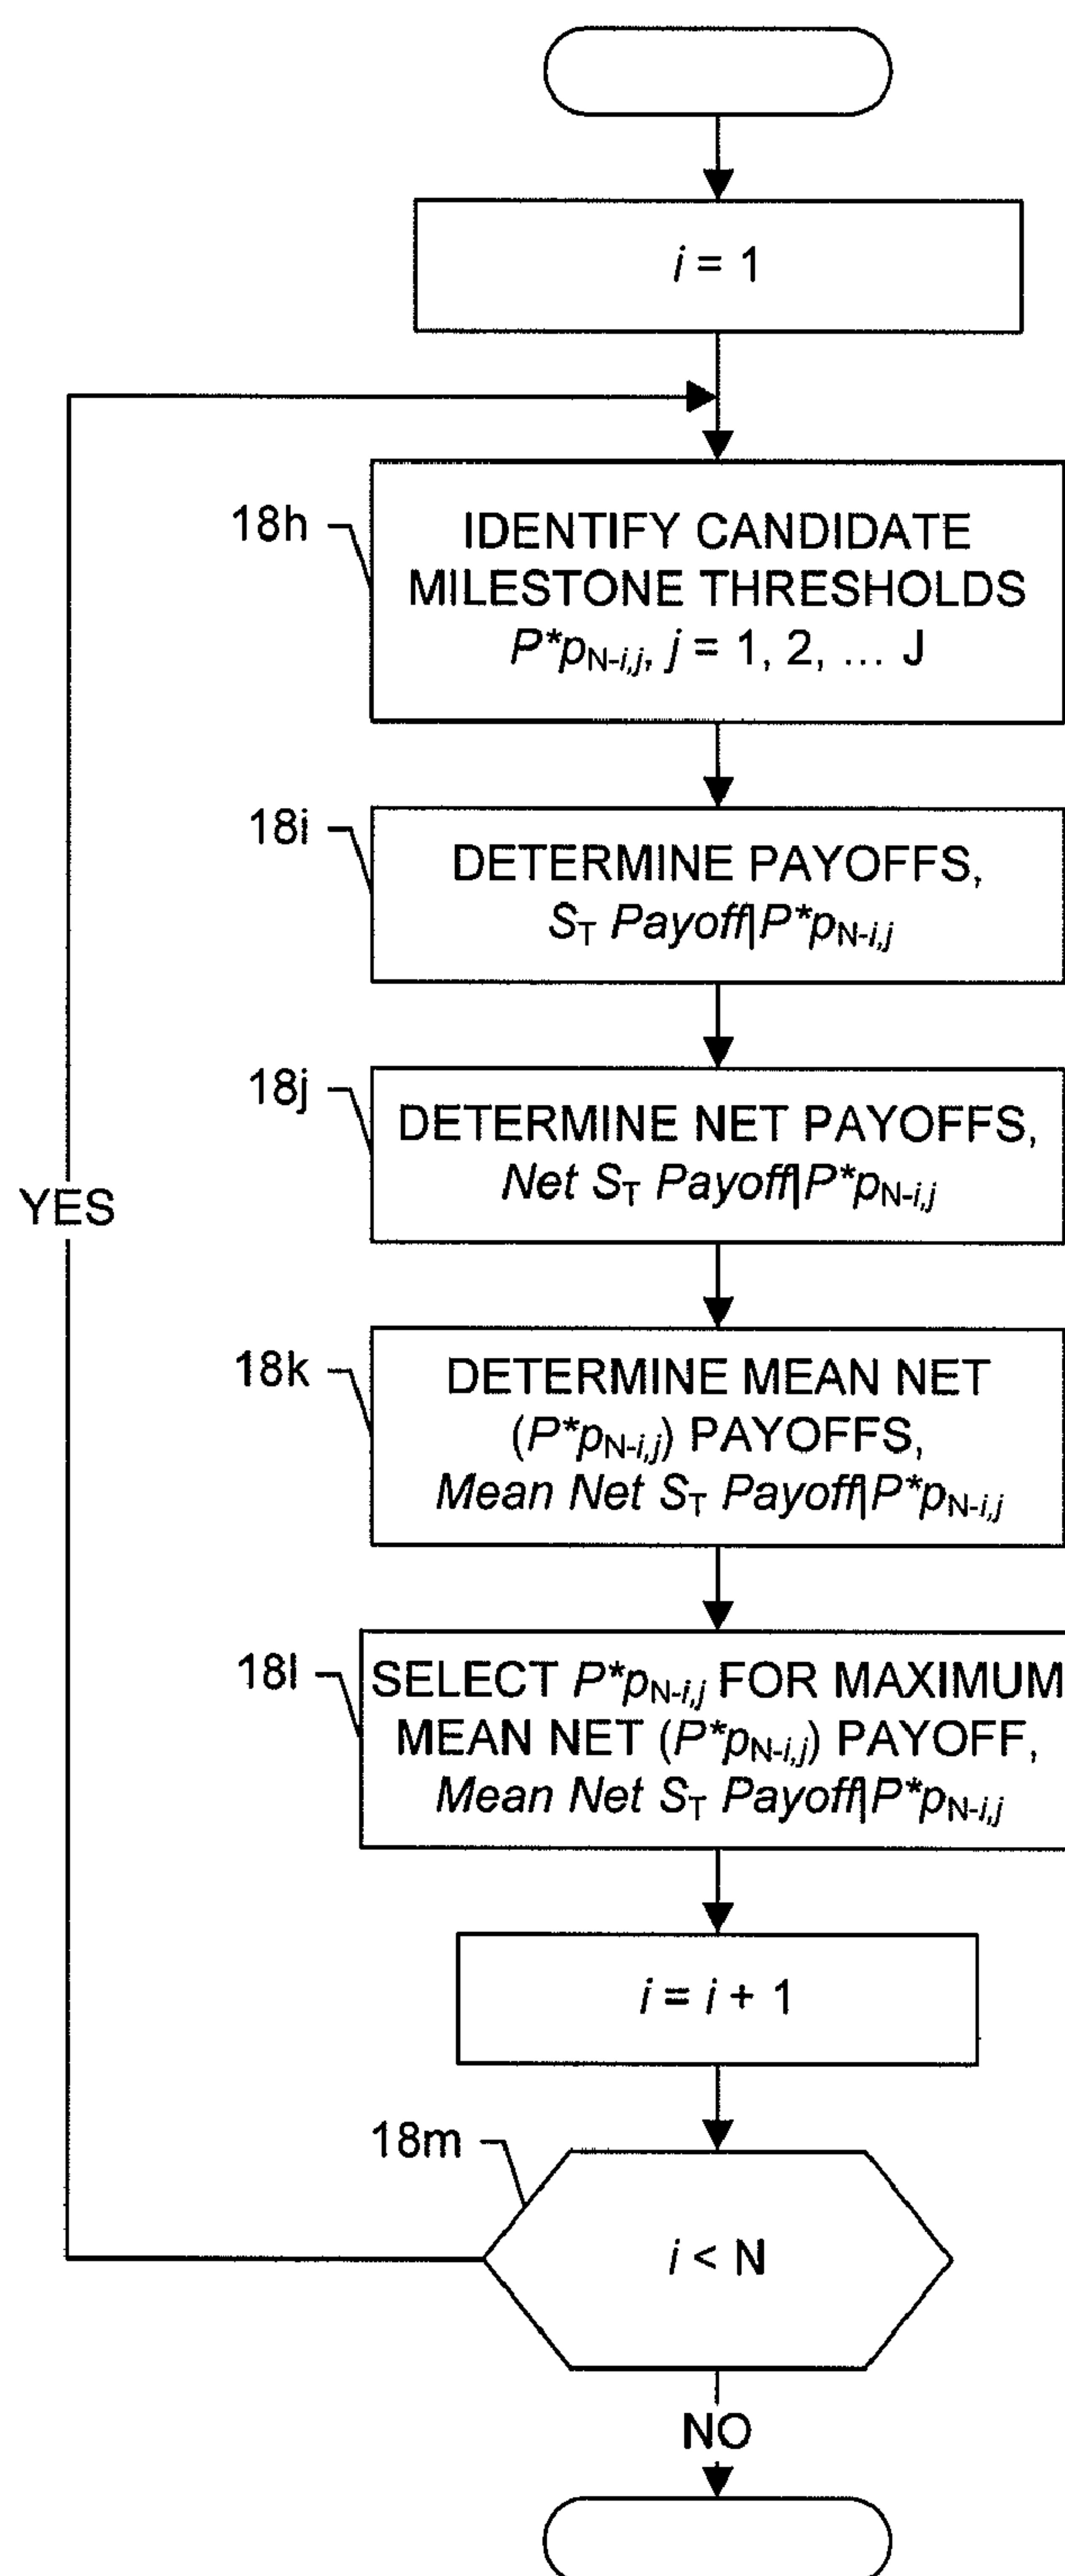 i = 1
18h
IDENTIFY CANDIDATE
MILESTONE THRESHOLDS
P*pN-i,j, j = 1, 2, ... J
18i
DETERMINE PAYOFFS,
ST Payoff|P*pN-i,j
18j
DETERMINE NET PAYOFFS,
Net ST Payoff|P*pN-i,j
YES
18k
DETERMINE MEAN NET
(P*pN-i,j) PAYOFFS,
Mean Net ST Payoff|P*pN-i,j
18l
SELECT P*pN-i,j FOR MAXIMUM
MEAN NET (P*pN-i,j) PAYOFF,
Mean Net ST Payoff|P*pN-i,j
i = i + 1
18m
i < N
NO